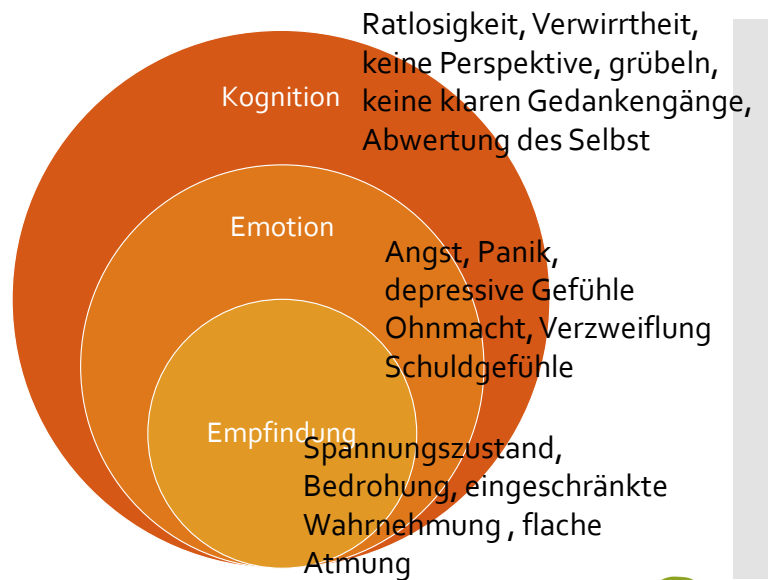 Kognition
Ratlosigkeit, Verwirrtheit,
keine Perspektive, grübeln,
keine klaren Gedankengänge,
Abwertung des Selbst
Emotion
Angst, Panik,
depressive Gefühle
Ohnmacht, Verzweiflung
Schuldgefühle
Empfindung
Spannungszustand,
Bedrohung, eingeschränkte
Wahrnehmung , flache
Atmung